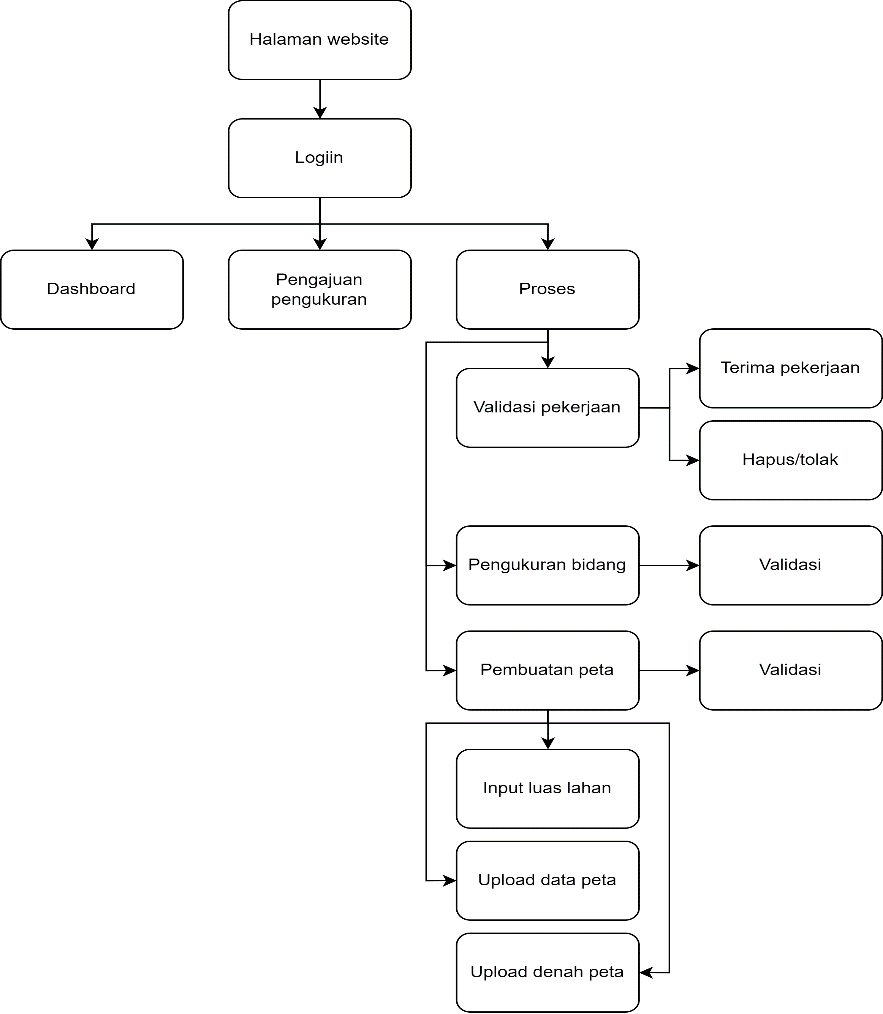 Halaman website
Logiin
Dashboard
Pengajuan
pengukuran
Proses
Validasi pekerjaan
Terima pekerjaan
Hapus/tolak
Pengukuran bidang
Validasi
Pembuatan peta
Validasi
Input luas lahan
Upload data peta
Upload denah peta